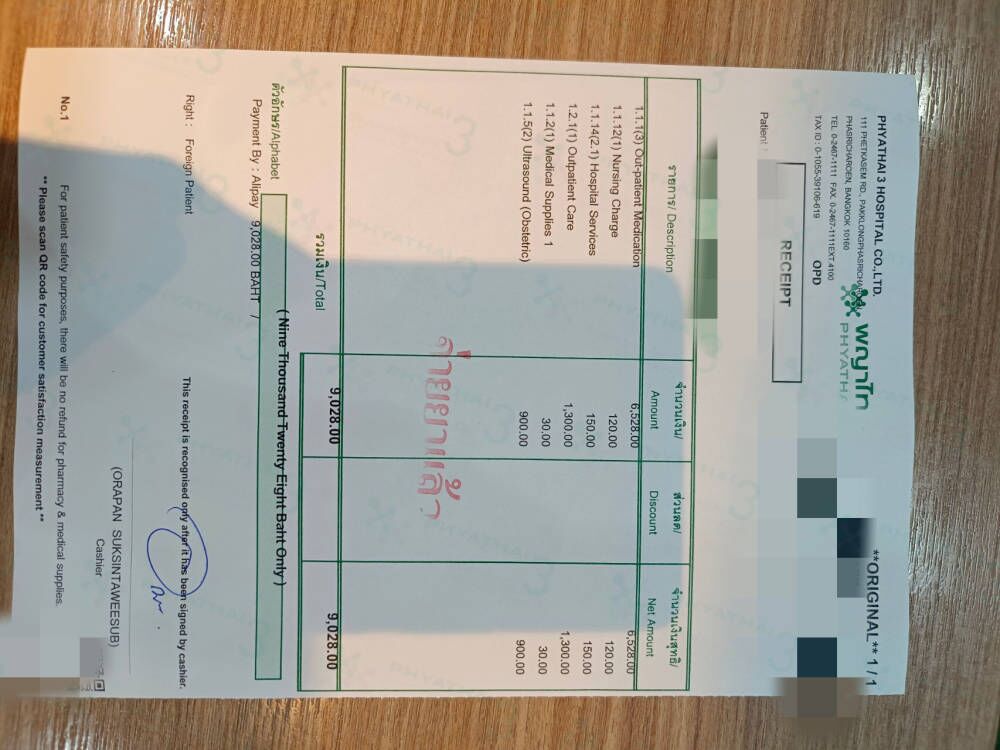 PHYATHAI 3 HOSPITAL CO.,LTD.
111 PHETKASEM RD., PAKKLONGPHASRICHAROEN
PHASRICHAROEN, BANGKOK 10160
TEL. 0-2467-1111 FAX. 0-2467-1111EXT.4100
TAX ID : 0-1055-39106-619 OPD
พญาไท
PHYATHA
**ORIGINAL** 1 / 1
RECEIPT
Patient :
รายการ/ Description จำนวนเงิน/ Amount ส่วนลด/ Discount จำนวนเงินสุทธิ/ Net Amount
1.1.1(3) Out-patient Medication 6,528.00 6,528.00
1.1.12(1) Nursing Charge 120.00 120.00
1.1.14(2.1) Hospital Services 150.00 150.00
1.2.1(1) Outpatient Care 1,300.00 1,300.00
1.1.2(1) Medical Supplies 1 30.00 30.00
1.1.5(2) Ultrasound (Obstetric) 900.00 900.00
จ่ายยาแล้ว
รวมเงิน/Total 9,028.00 9,028.00
ตัวอักษร/Alphabet ( Nine Thousand Twenty Eight Baht Only )
Payment By : Alipay 9,028.00 BAHT /
Right : Foreign Patient
This receipt is recognised only after it has been signed by cashier.
(ORAPAN SUKSINTAWEESUB)
Cashier
No.1 For patient safety purposes, there will be no refund for pharmacy & medical supplies.
** Please scan QR code for customer satisfaction measurement **